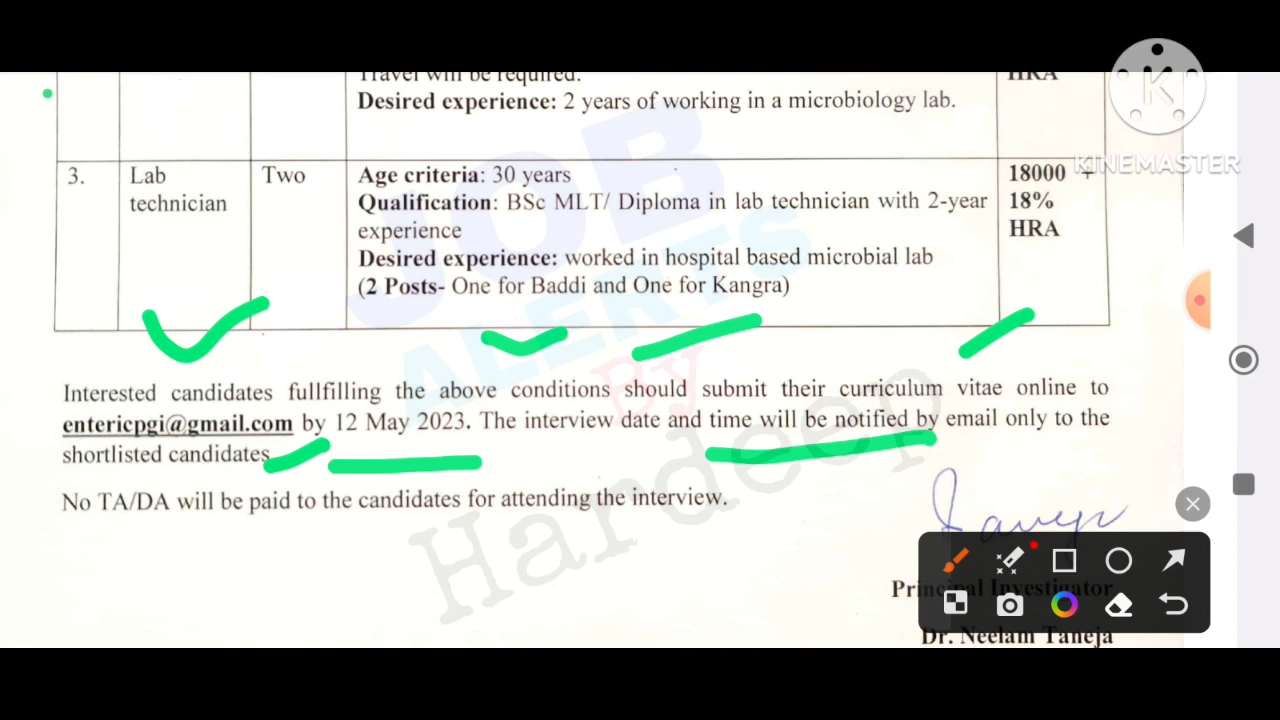 Travel will be required.
HRA
Desired experience: 2 years of working in a microbiology lab.
KINEMASTER
3.
Lab technician
Two
Age criteria: 30 years
Qualification: BSc MLT/ Diploma in lab technician with 2-year
experience
Desired experience: worked in hospital based microbial lab
(2 Posts- One for Baddi and One for Kangra)
18000 +
18%
HRA
JOB
ALERTS
By
Hardeep
Interested candidates fullfilling the above conditions should submit their curriculum vitae online to
entericpgi@gmail.com by 12 May 2023. The interview date and time will be notified by email only to the
shortlisted candidates
No TA/DA will be paid to the candidates for attending the interview.
Taneja
Principal Investigator
Dr. Neelam Taneja